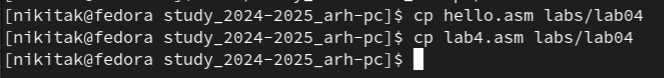 [nikitak@fedora study_2024-2025_arh-pc]$ cp hello.asm labs/lab04
[nikitak@fedora study_2024-2025_arh-pc]$ cp lab4.asm labs/lab04
[nikitak@fedora study_2024-2025_arh-pc]$